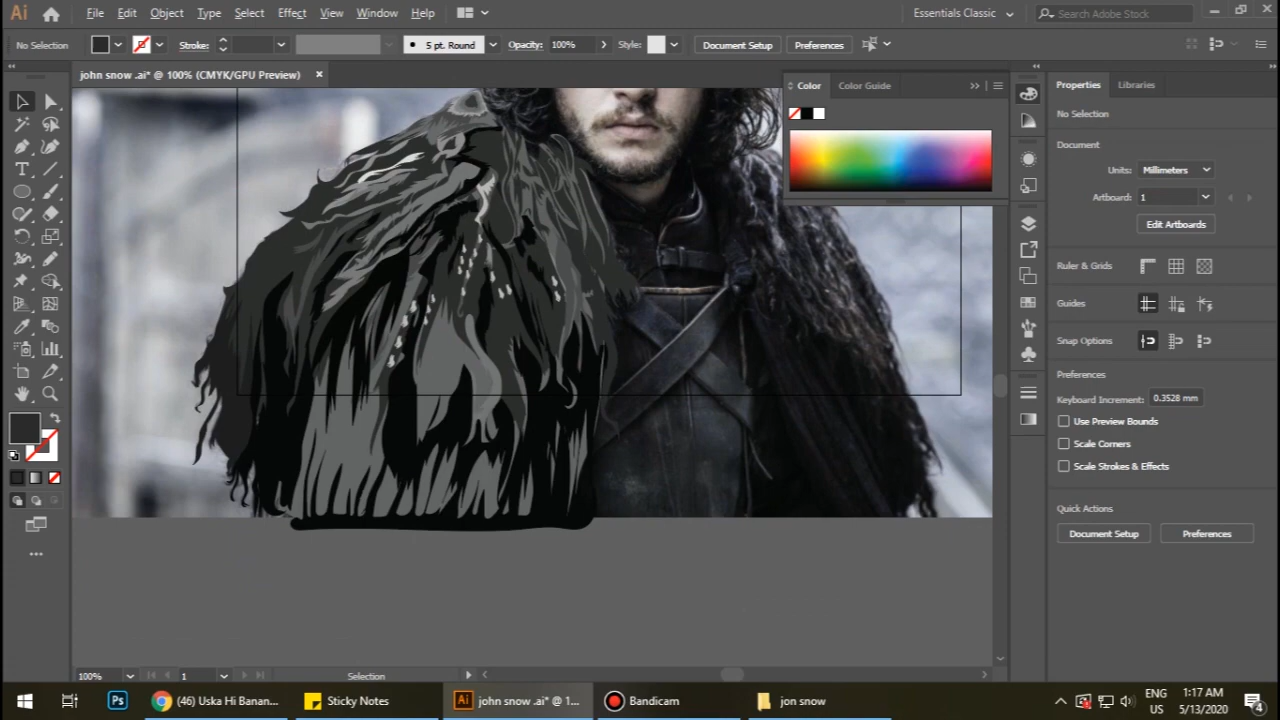 Ai File Edit Object Type Select Effect View Window Help Essentials Classic Search Adobe Stock
No Selection Stroke: 5 pt. Round Opacity: 100% Style: Document Setup Preferences
john snow .ai* @ 100% (CMYK/GPU Preview) ×
Color Color Guide
Properties Libraries
No Selection
Document
Units: Millimeters
Artboard: 1
Edit Artboards
Ruler & Grids
Guides
Snap Options
Preferences
Keyboard Increment: 0.3528 mm
Use Preview Bounds
Scale Corners
Scale Strokes & Effects
Quick Actions
Document Setup Preferences
100% 1 Selection
Ps (46) Uska Hi Banan... Sticky Notes Ai john snow .ai* @ 1... Bandicam jon snow
ENG
US
1:17 AM
5/13/2020
4